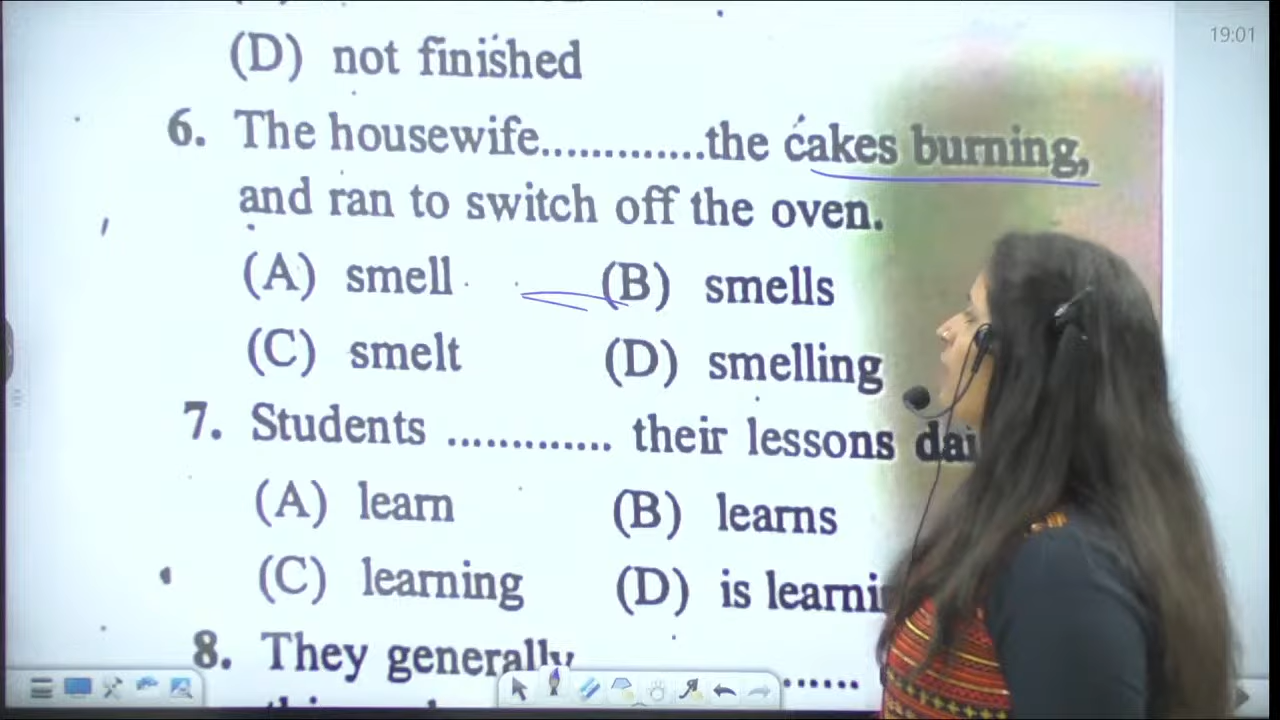 19:01
(D) not finished
6. The housewife.............the cakes burning,
and ran to switch off the oven.
(A) smell (B) smells
(C) smelt (D) smelling
7. Students ............. their lessons
(A) learn (B) learns
(C) learning (D) is
8. They generally ......